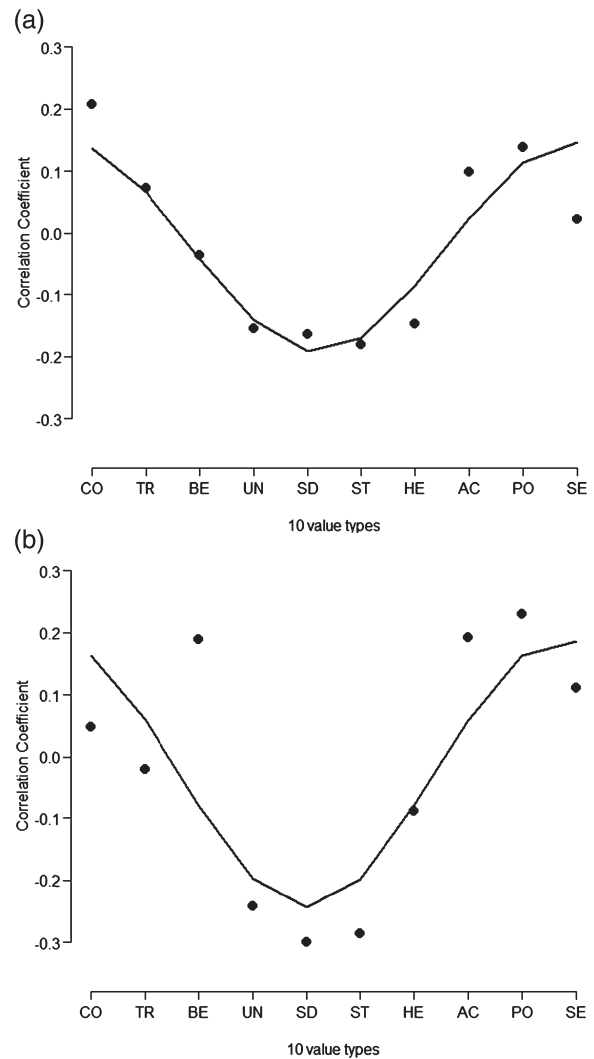 (a)
0.3
0.2
0.1
0.0
-0.1
-0.2
-0.3
Correlation Coefficient
CO TR BE UN SD ST HE AC PO SE
10 value types
(b)
0.3
0.2
0.1
0.0
-0.1
-0.2
-0.3
Correlation Coefficient
CO TR BE UN SD ST HE AC PO SE
10 value types